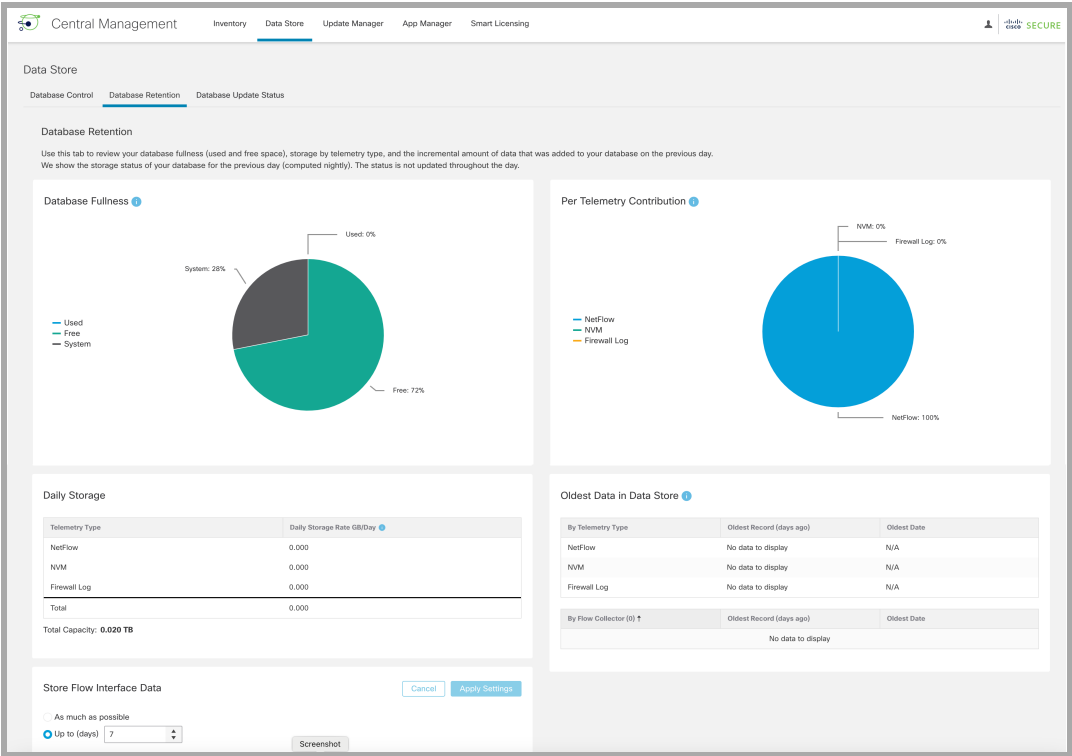 Central Management Inventory Data Store Update Manager App Manager Smart Licensing cisco SECURE
Data Store
Database Control Database Retention Database Update Status
Database Retention
Use this tab to review your database fullness (used and free space), storage by telemetry type, and the incremental amount of data that was added to your database on the previous day.
We show the storage status of your database for the previous day (computed nightly). The status is not updated throughout the day.
Database Fullness i
Used: 0%
System: 28%
Used
Free
System
Free: 72%
Per Telemetry Contribution i
NVM: 0%
Firewall Log: 0%
NetFlow
NVM
Firewall Log
NetFlow: 100%
Daily Storage
Telemetry Type Daily Storage Rate GB/Day i
NetFlow 0.000
NVM 0.000
Firewall Log 0.000
Total 0.000
Total Capacity: 0.020 TB
Oldest Data in Data Store i
By Telemetry Type Oldest Record (days ago) Oldest Date
NetFlow No data to display N/A
NVM No data to display N/A
Firewall Log No data to display N/A
By Flow Collector (0) Oldest Record (days ago) Oldest Date
No data to display
Store Flow Interface Data Cancel Apply Settings
As much as possible
Up to (days) 7
Screenshot